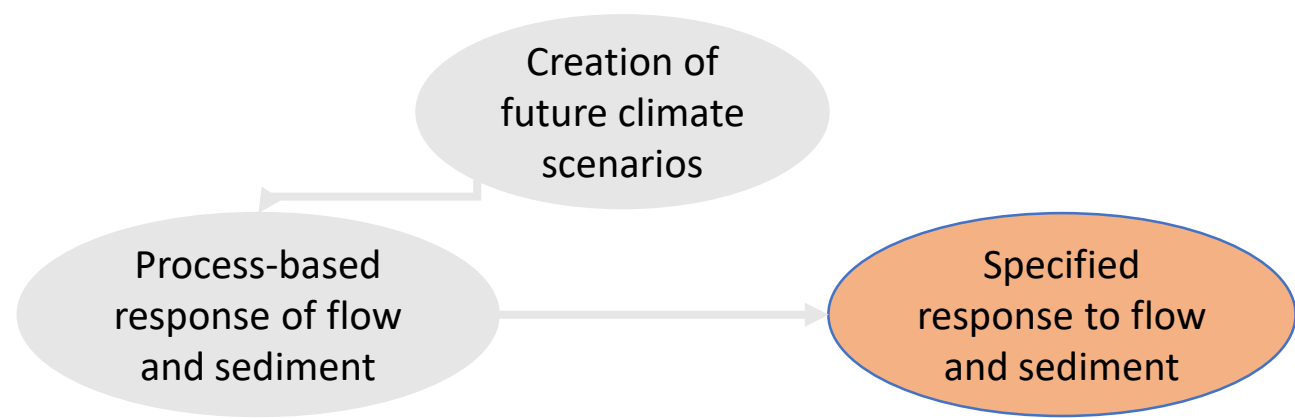 Creation of
future climate
scenarios
Process-based
response of flow
and sediment
Specified
response to flow
and sediment